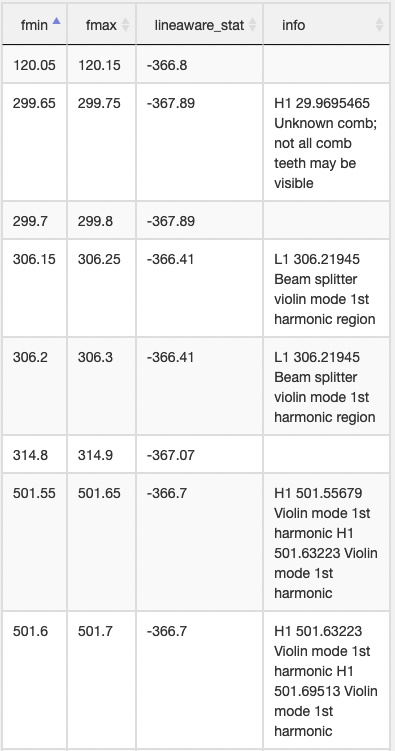 fmin fmax lineaware_stat info
120.05 120.15 -366.8
299.65 299.75 -367.89 H1 29.9695465
Unknown comb;
not all comb
teeth may be
visible
299.7 299.8 -367.89
306.15 306.25 -366.41 L1 306.21945
Beam splitter
violin mode 1st
harmonic region
306.2 306.3 -366.41 L1 306.21945
Beam splitter
violin mode 1st
harmonic region
314.8 314.9 -367.07
501.55 501.65 -366.7 H1 501.55679
Violin mode 1st
harmonic H1
501.63223 Violin
mode 1st
harmonic
501.6 501.7 -366.7 H1 501.63223
Violin mode 1st
harmonic H1
501.69513 Violin
mode 1st
harmonic